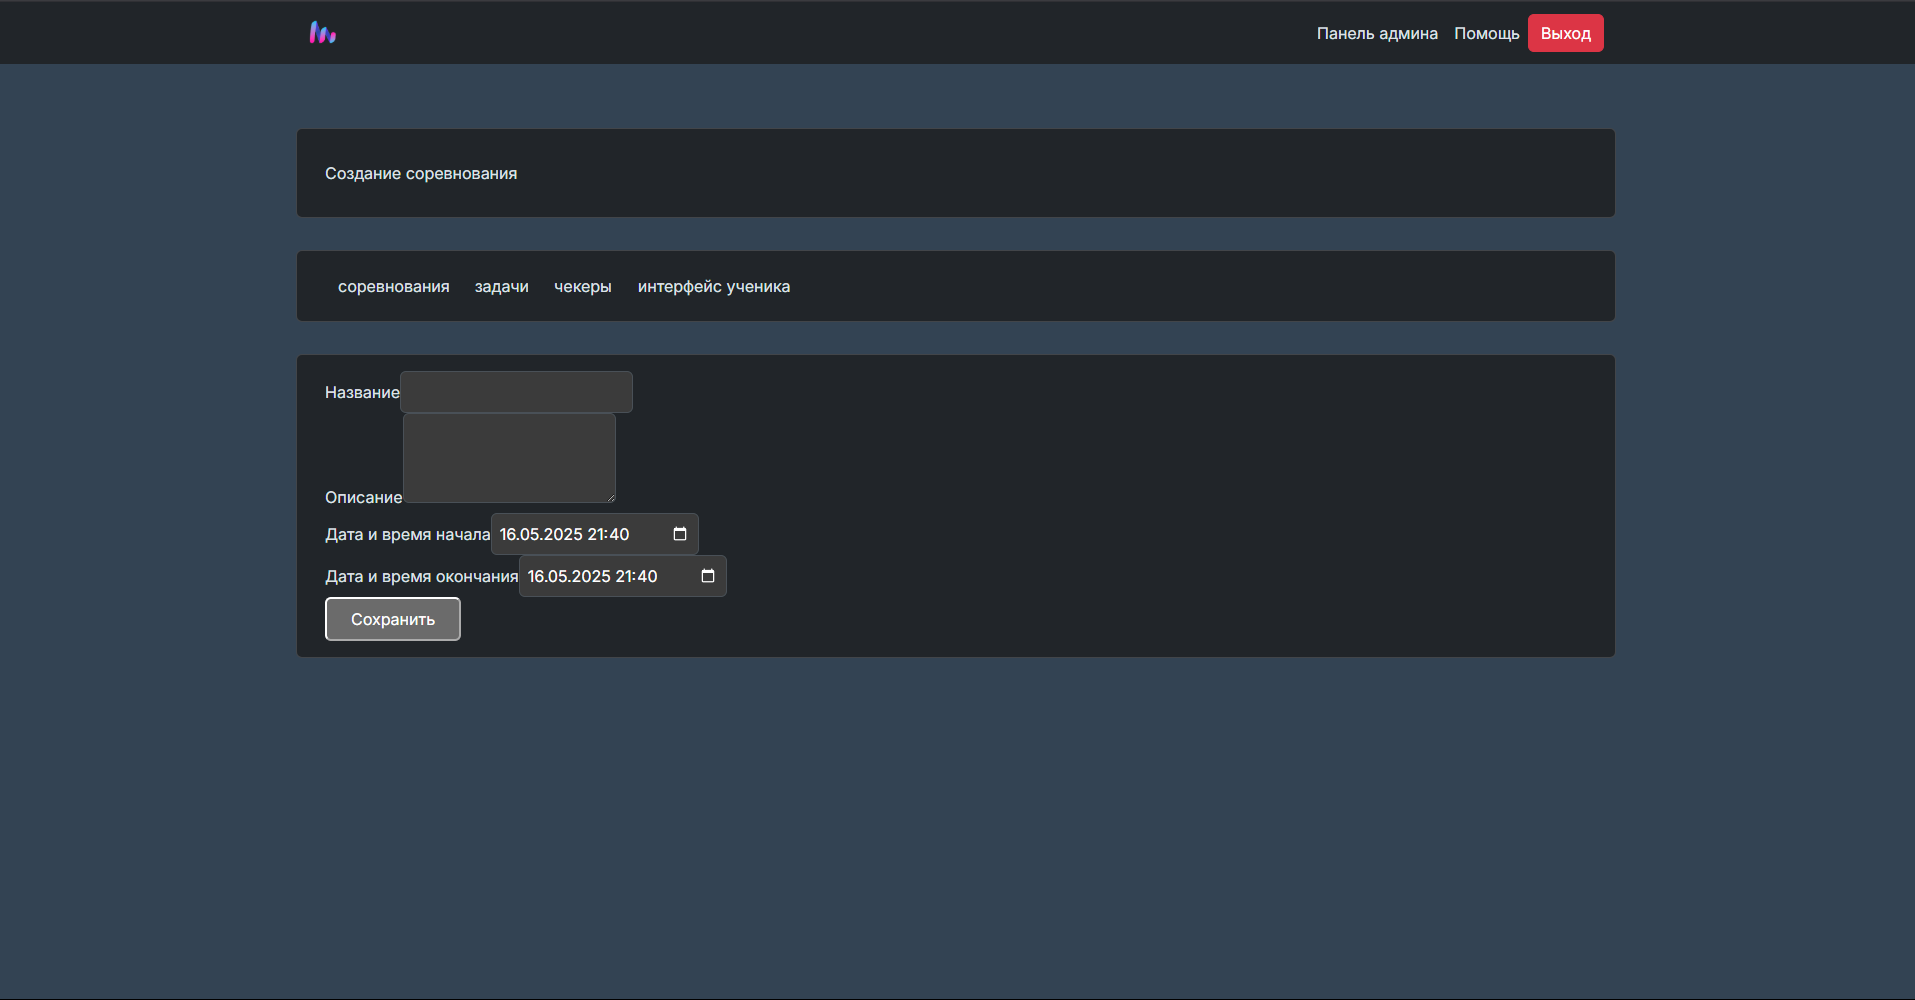 Панель админа Помощь Выход
Создание соревнования
соревнования задачи чекеры интерфейс ученика
Название
Описание
Дата и время начала 16.05.2025 21:40
Дата и время окончания 16.05.2025 21:40
Сохранить